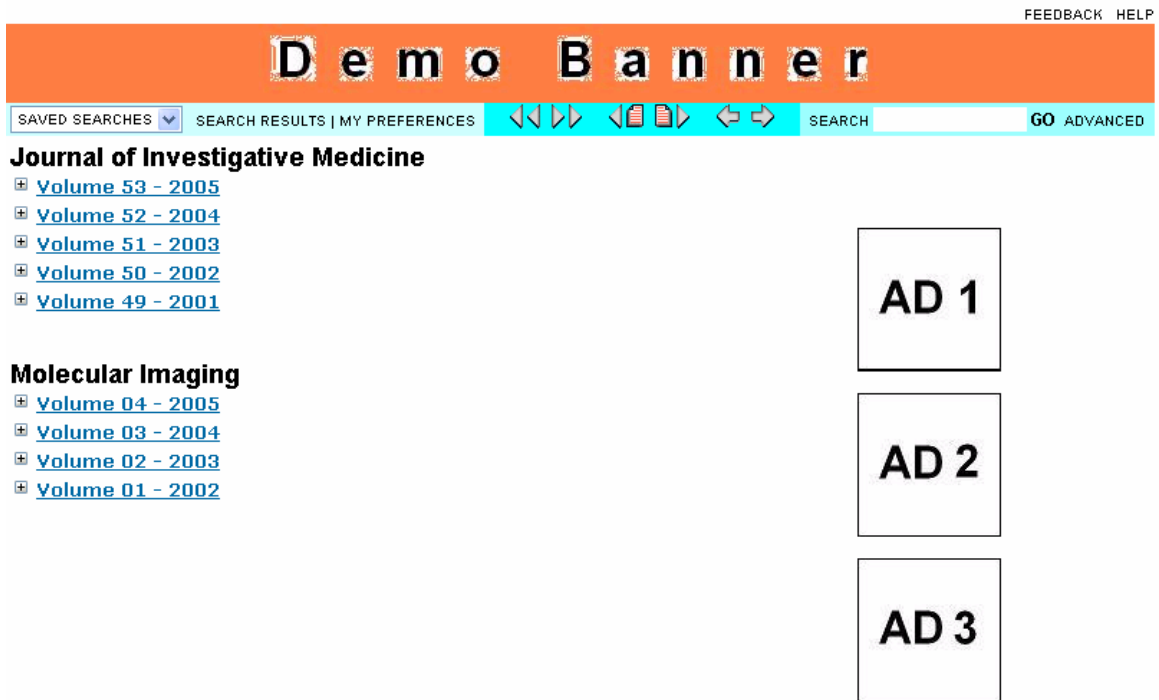 FEEDBACK HELP
Demo Banner
SAVED SEARCHES SEARCH RESULTS | MY PREFERENCES SEARCH GO ADVANCED
Journal of Investigative Medicine
Volume 53 - 2005
Volume 52 - 2004
Volume 51 - 2003
Volume 50 - 2002
Volume 49 - 2001
Molecular Imaging
Volume 04 - 2005
Volume 03 - 2004
Volume 02 - 2003
Volume 01 - 2002
AD 1
AD 2
AD 3